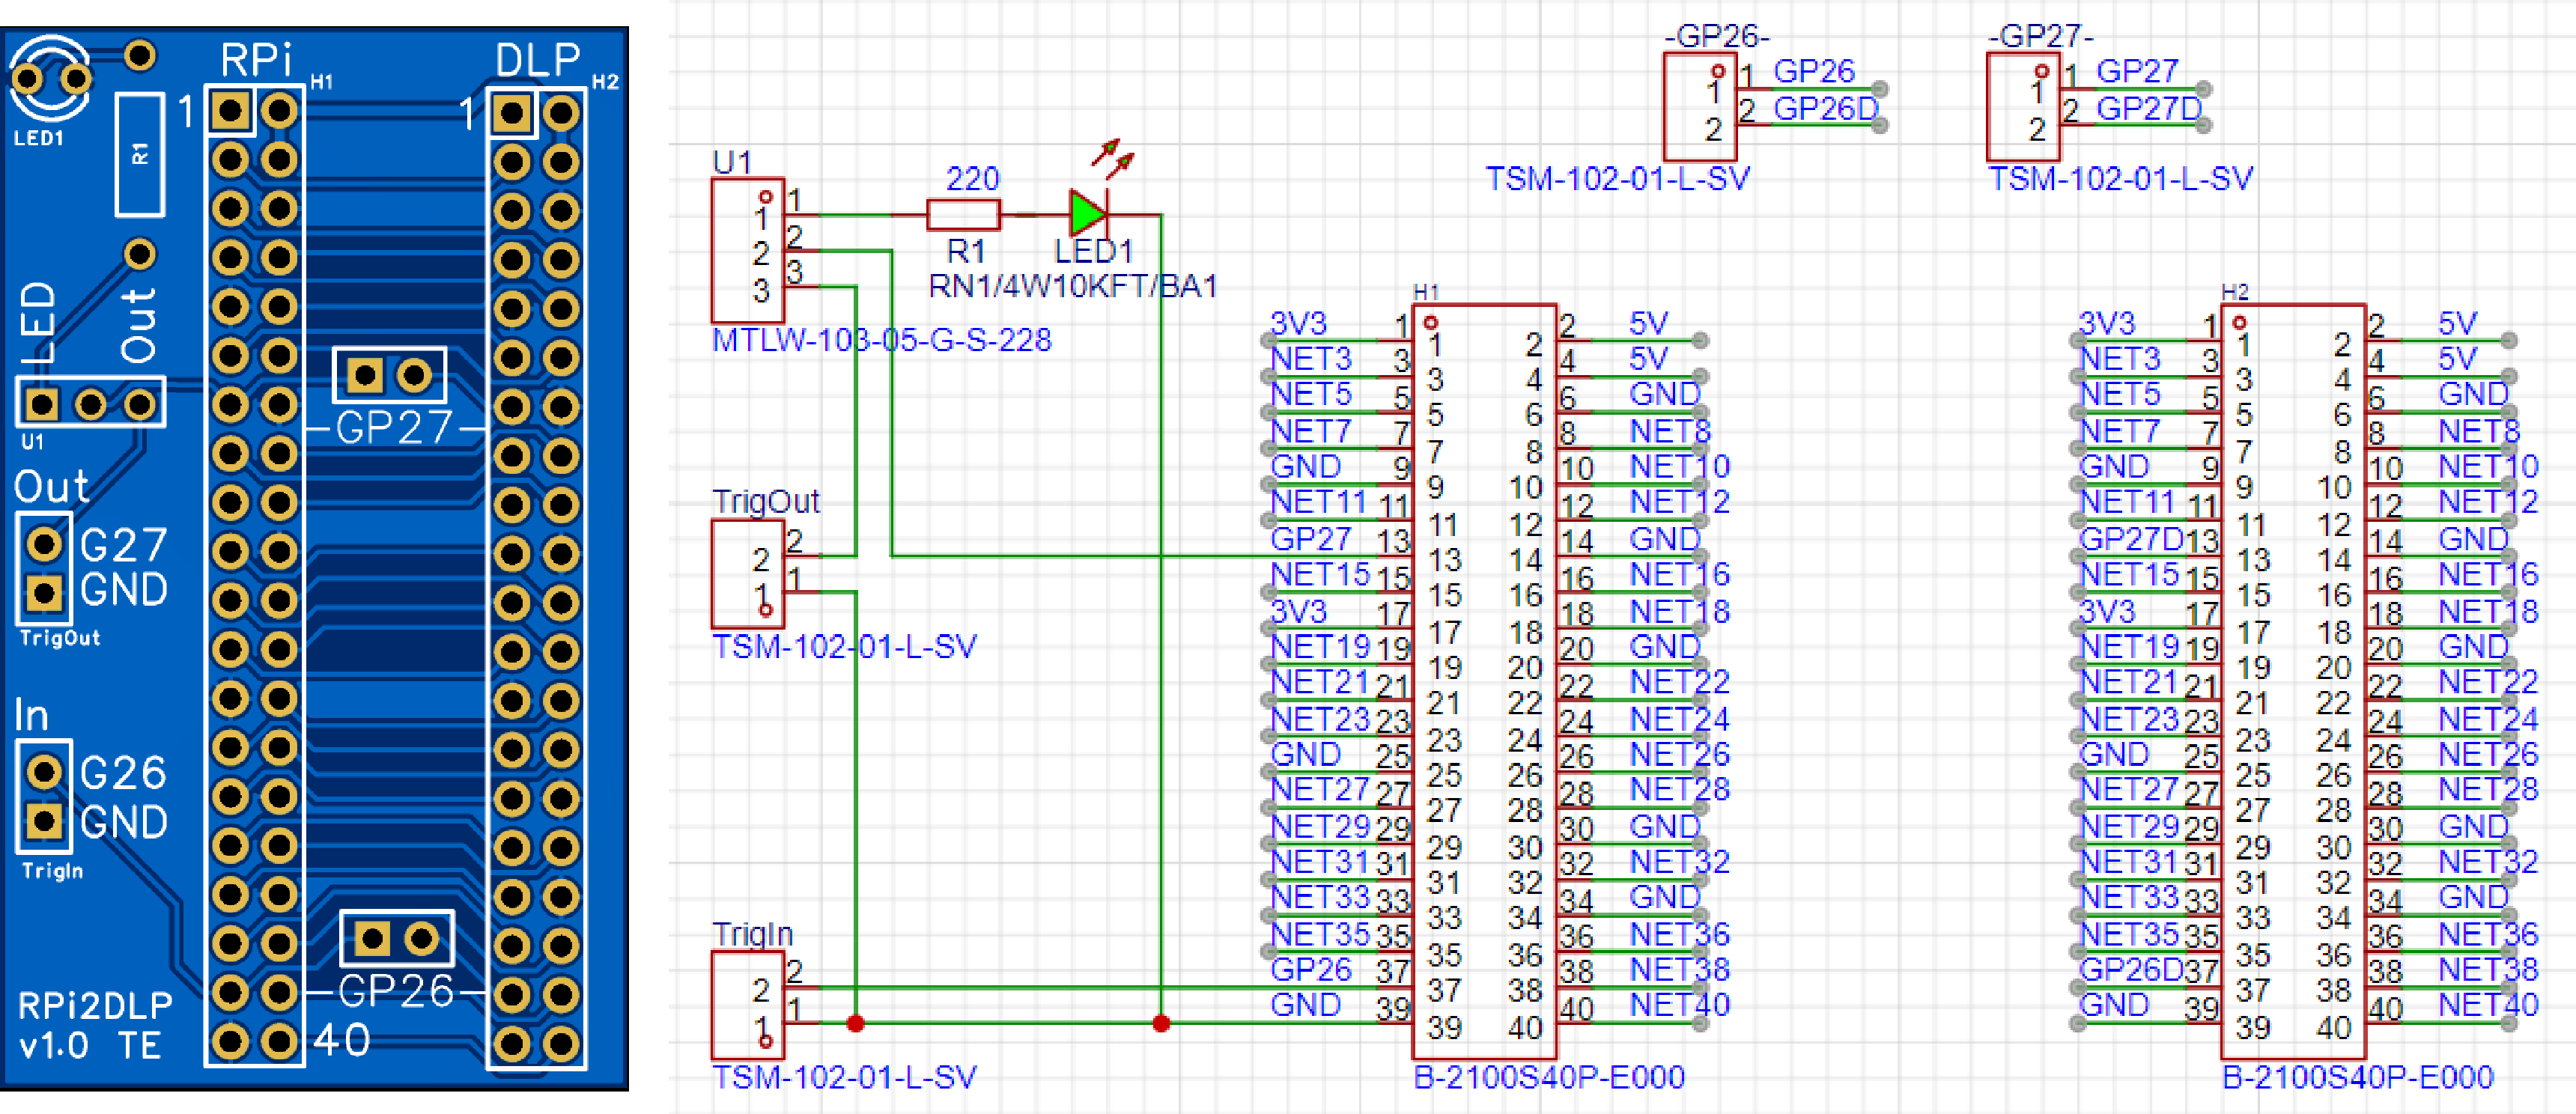 RPi
DLP
H1
H2
1
1
LED1
R1
LED
Out
U1
-GP27-
Out
G27
GND
TrigOut
In
G26
GND
TrigIn
-GP26-
RPi2DLP
v1.0 TE
40
-GP26-
1
1 GP26
2 GP26D
2
TSM-102-01-L-SV
-GP27-
1
1 GP27
2 GP27D
2
TSM-102-01-L-SV
U1
1 1
2 2
3 3
MTLW-103-05-G-S-228
220
R1
LED1
RN1/4W10KFT/BA1
TrigOut
2 2
1 1
TSM-102-01-L-SV
TrigIn
2 2
1 1
TSM-102-01-L-SV
H1
3V3 1 1 2 2 5V
NET3 3 3 4 4 5V
NET5 5 5 6 6 GND
NET7 7 7 8 8 NET8
GND 9 9 10 10 NET10
NET11 11 11 12 12 NET12
GP27 13 13 14 14 GND
NET15 15 15 16 16 NET16
3V3 17 17 18 18 NET18
NET19 19 19 20 20 GND
NET21 21 21 22 22 NET22
NET23 23 23 24 24 NET24
GND 25 25 26 26 NET26
NET27 27 27 28 28 NET28
NET29 29 29 30 30 GND
NET31 31 31 32 32 NET32
NET33 33 33 34 34 GND
NET35 35 35 36 36 NET36
GP26 37 37 38 38 NET38
GND 39 39 40 40 NET40
B-2100S40P-E000
H2
3V3 1 1 2 2 5V
NET3 3 3 4 4 5V
NET5 5 5 6 6 GND
NET7 7 7 8 8 NET8
GND 9 9 10 10 NET10
NET11 11 11 12 12 NET12
GP27D 13 13 14 14 GND
NET15 15 15 16 16 NET16
3V3 17 17 18 18 NET18
NET19 19 19 20 20 GND
NET21 21 21 22 22 NET22
NET23 23 23 24 24 NET24
GND 25 25 26 26 NET26
NET27 27 27 28 28 NET28
NET29 29 29 30 30 GND
NET31 31 31 32 32 NET32
NET33 33 33 34 34 GND
NET35 35 35 36 36 NET36
GP26D 37 37 38 38 NET38
GND 39 39 40 40 NET40
B-2100S40P-E000